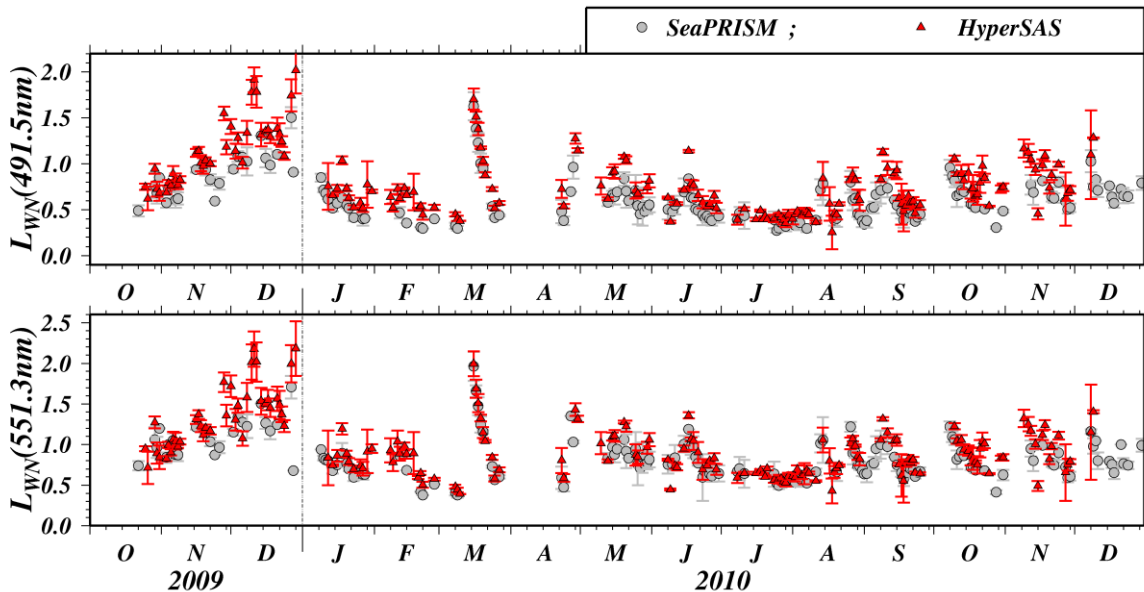 SeaPRISM ; HyperSAS
L_WN(491.5nm)
2.0
1.5
1.0
0.5
0.0
O N D J F M A M J J A S O N D
L_WN(551.3nm)
2.5
2.0
1.5
1.0
0.5
0.0
O N D J F M A M J J A S O N D
2009 2010